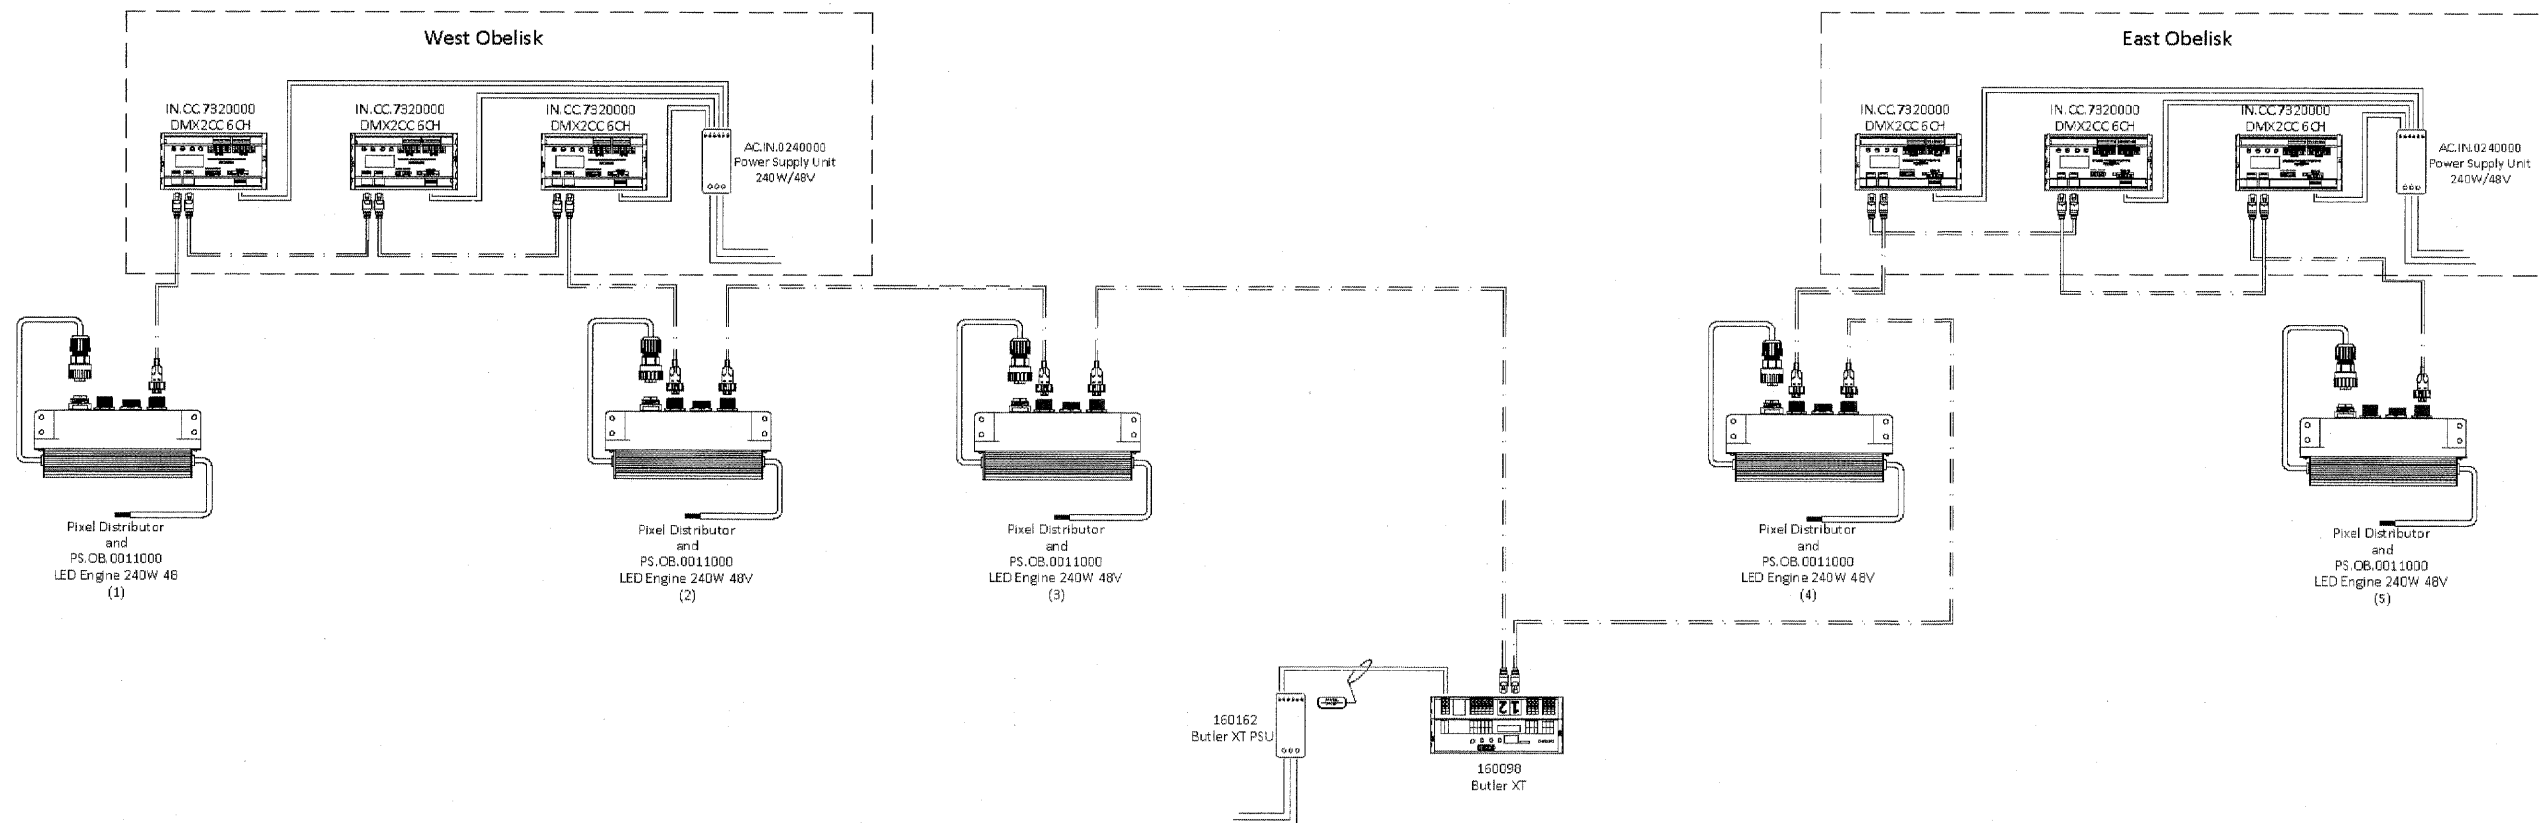 West Obelisk
IN.CC.7320000
DMX2CC 6CH
IN.CC.7320000
DMX2CC 6CH
IN.CC.7320000
DMX2CC 6CH
AC.IN.0240000
Power Supply Unit
240W/48V
East Obelisk
IN.CC.7320000
DMX2CC 6CH
IN.CC.7320000
DMX2CC 6CH
IN.CC.7320000
DMX2CC 6CH
AC.IN.0240000
Power Supply Unit
240W/48V
Pixel Distributor
and
PS.OB.0011000
LED Engine 240W 48
(1)
Pixel Distributor
and
PS.OB.0011000
LED Engine 240W 48V
(2)
Pixel Distributor
and
PS.OB.0011000
LED Engine 240W 48V
(3)
Pixel Distributor
and
PS.OB.0011000
LED Engine 240W 48V
(4)
Pixel Distributor
and
PS.OB.0011000
LED Engine 240W 48V
(5)
160162
Butler XT PSU
2 1
160098
Butler XT